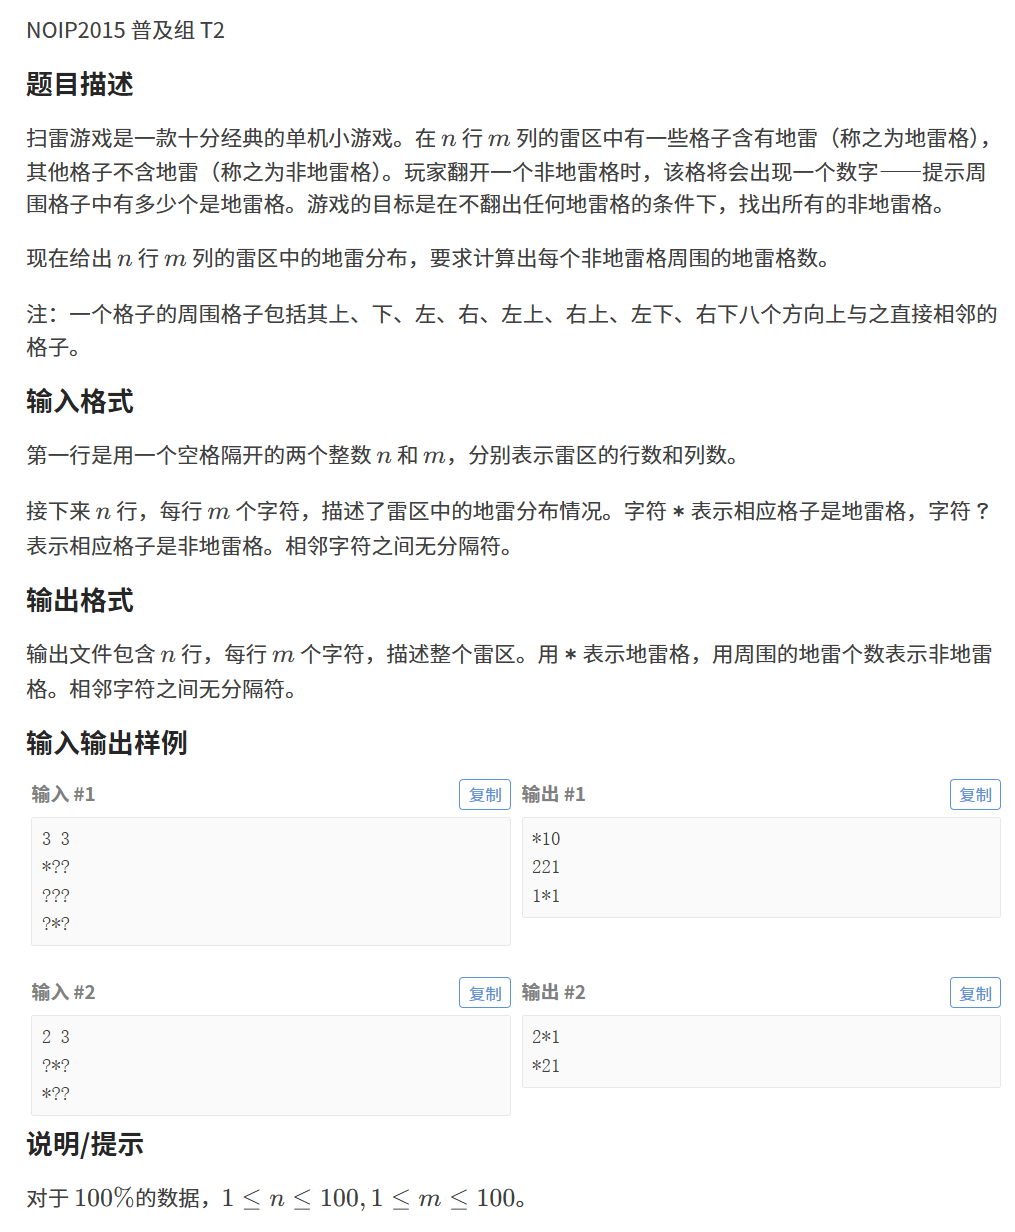 NOIP2015 普及组 T2
题目描述
扫雷游戏是一款十分经典的单机小游戏。在 n 行 m 列的雷区中有一些格子含有地雷（称之为地雷格），
其他格子不含地雷（称之为非地雷格）。玩家翻开一个非地雷格时，该格将会出现一个数字——提示周
围格子中有多少个是地雷格。游戏的目标是在不翻出任何地雷格的条件下，找出所有的非地雷格。
现在给出 n 行 m 列的雷区中的地雷分布，要求计算出每个非地雷格周围的地雷格数。
注：一个格子的周围格子包括其上、下、左、右、左上、右上、左下、右下八个方向上与之直接相邻的
格子。
输入格式
第一行是用一个空格隔开的两个整数 n 和 m，分别表示雷区的行数和列数。
接下来 n 行，每行 m 个字符，描述了雷区中的地雷分布情况。字符 * 表示相应格子是地雷格，字符 ?
表示相应格子是非地雷格。相邻字符之间无分隔符。
输出格式
输出文件包含 n 行，每行 m 个字符，描述整个雷区。用 * 表示地雷格，用周围的地雷个数表示非地雷
格。相邻字符之间无分隔符。
输入输出样例
输入 #1
复制
3 3
*??
???
?*?
输出 #1
复制
*10
221
1*1
输入 #2
复制
2 3
?*?
*??
输出 #2
复制
2*1
*21
说明/提示
对于 100%的数据，1 ≤ n ≤ 100, 1 ≤ m ≤ 100。